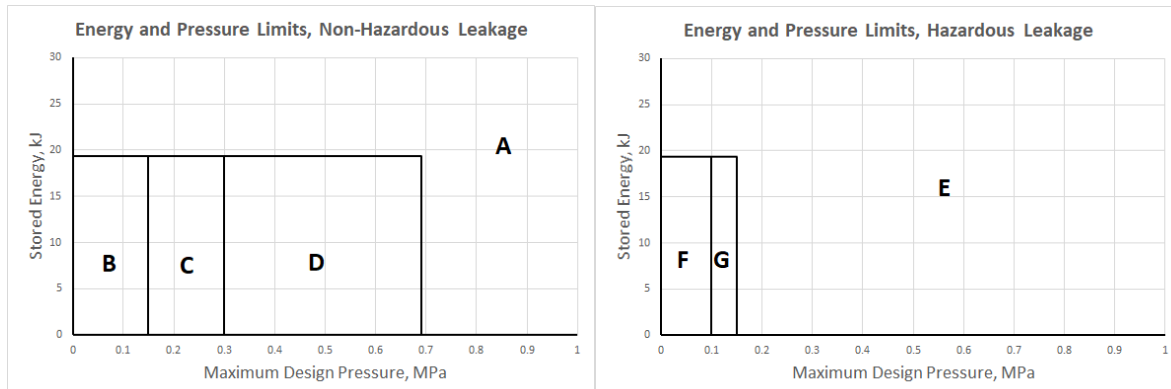 Energy and Pressure Limits, Non-Hazardous Leakage
30
25
20
15
10
5
0
Stored Energy, kJ
A
B
C
D
0 0.1 0.2 0.3 0.4 0.5 0.6 0.7 0.8 0.9 1
Maximum Design Pressure, MPa
Energy and Pressure Limits, Hazardous Leakage
30
25
20
15
10
5
0
Stored Energy, kJ
E
F
G
0 0.1 0.2 0.3 0.4 0.5 0.6 0.7 0.8 0.9 1
Maximum Design Pressure, MPa